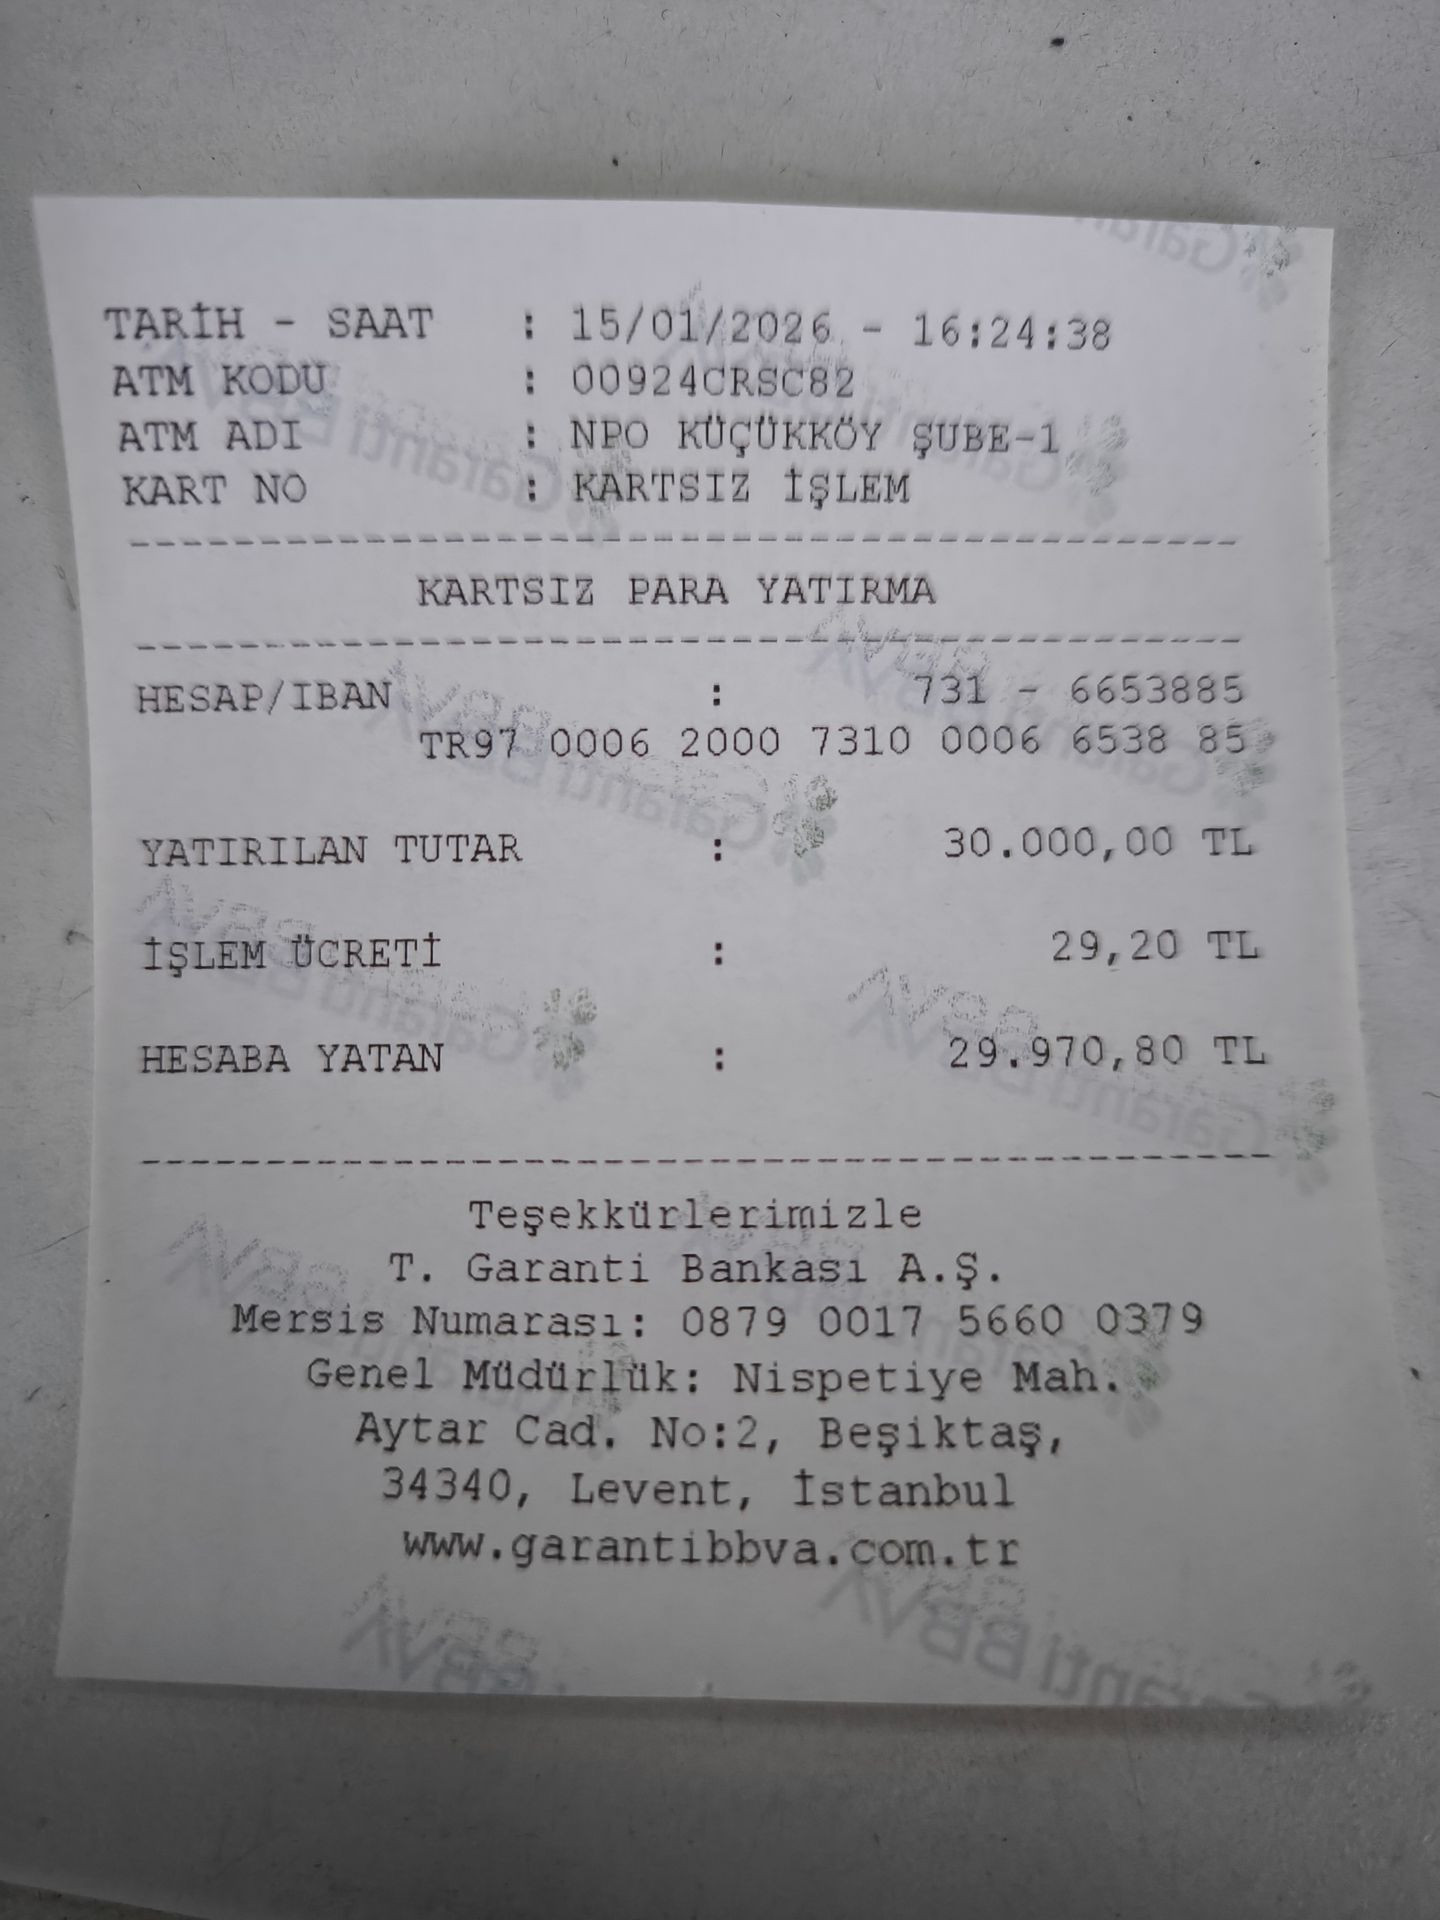 TARİH - SAAT : 15/01/2026 - 16:24:38
ATM KODU : 00924CRSC82
ATM ADI : NPO KÜÇÜKKÖY ŞUBE-1
KART NO : KARTSIZ İŞLEM
KARTSIZ PARA YATIRMA
HESAP/IBAN : 731 - 6653885
TR97 0006 2000 7310 0006 6538 85
YATIRILAN TUTAR : 30.000,00 TL
İŞLEM ÜCRETİ : 29,20 TL
HESABA YATAN : 29.970,80 TL
Teşekkürlerimizle
T. Garanti Bankası A.Ş.
Mersis Numarası: 0879 0017 5660 0379
Genel Müdürlük: Nispetiye Mah.
Aytar Cad. No:2, Beşiktaş,
34340, Levent, İstanbul
www.garantibbva.com.tr